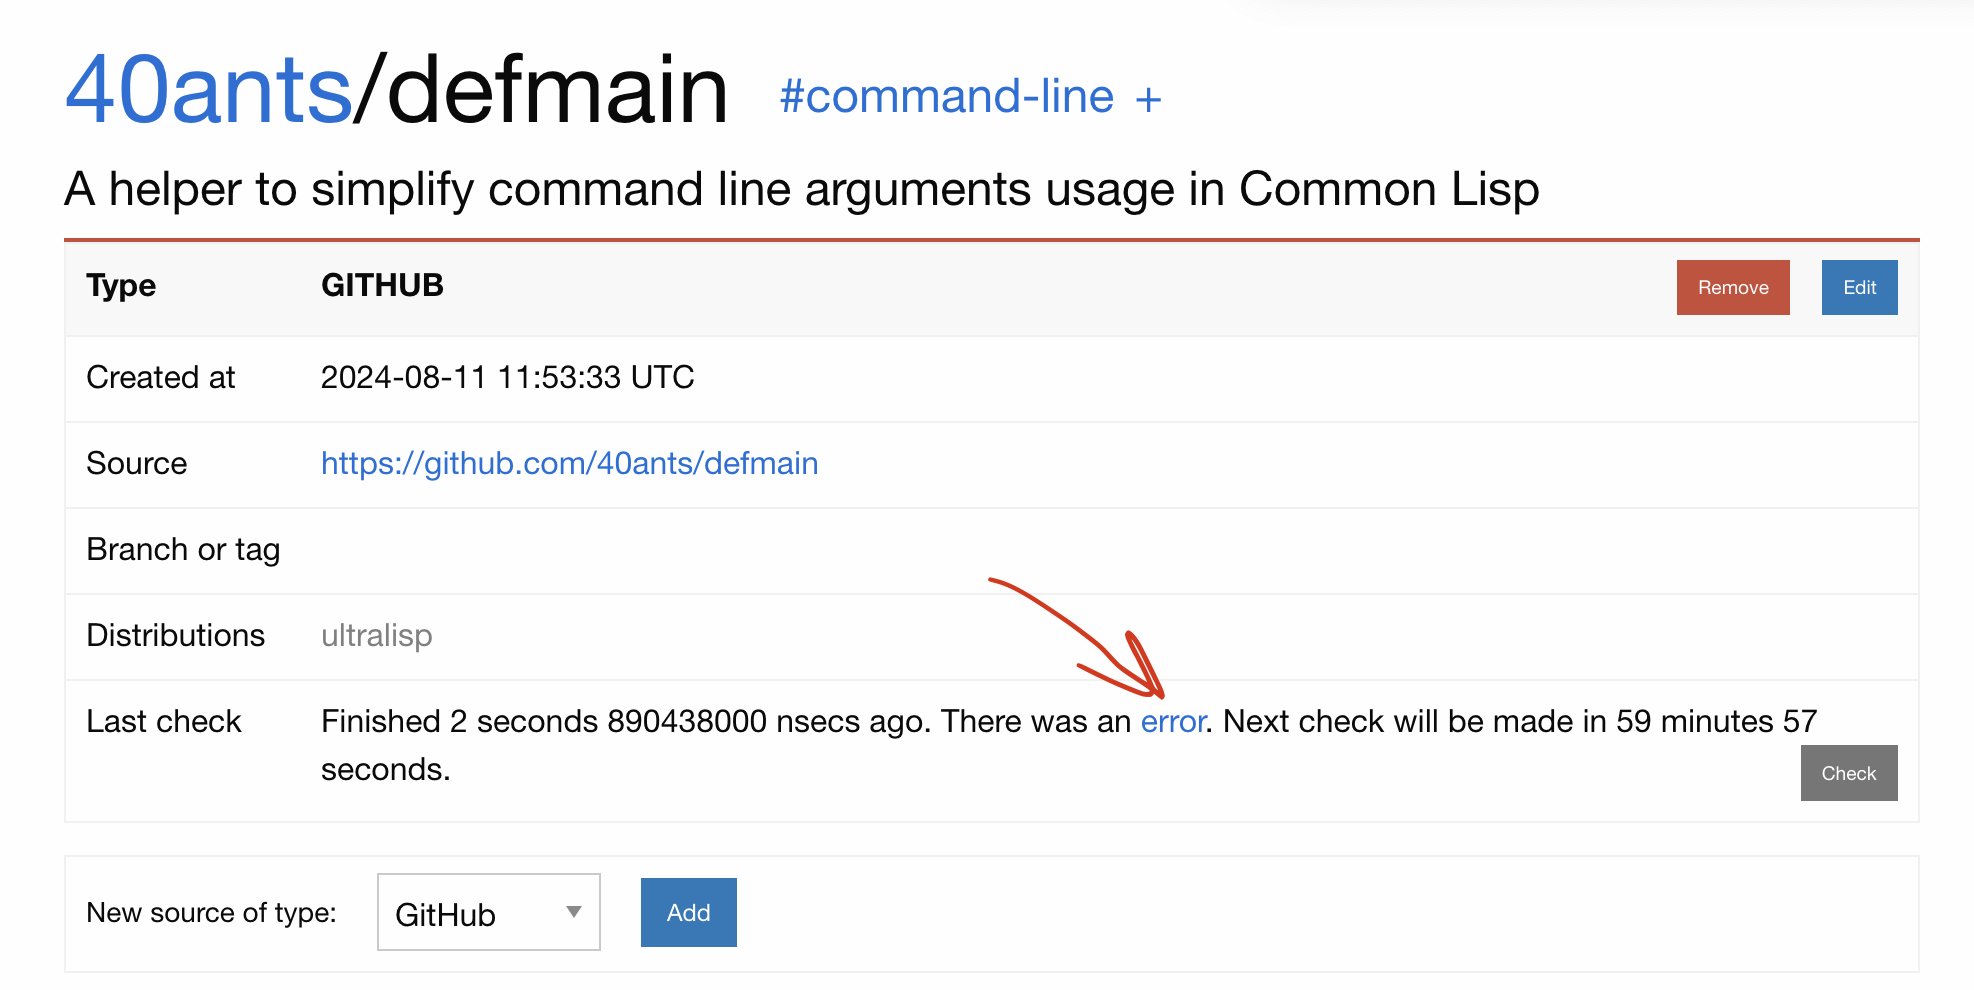 40ants/defmain #command-line +
A helper to simplify command line arguments usage in Common Lisp
Type GITHUB Remove Edit
Created at 2024-08-11 11:53:33 UTC
Source https://github.com/40ants/defmain
Branch or tag
Distributions ultralisp
Last check Finished 2 seconds 890438000 nsecs ago. There was an error. Next check will be made in 59 minutes 57
seconds.
Check
New source of type: GitHub Add